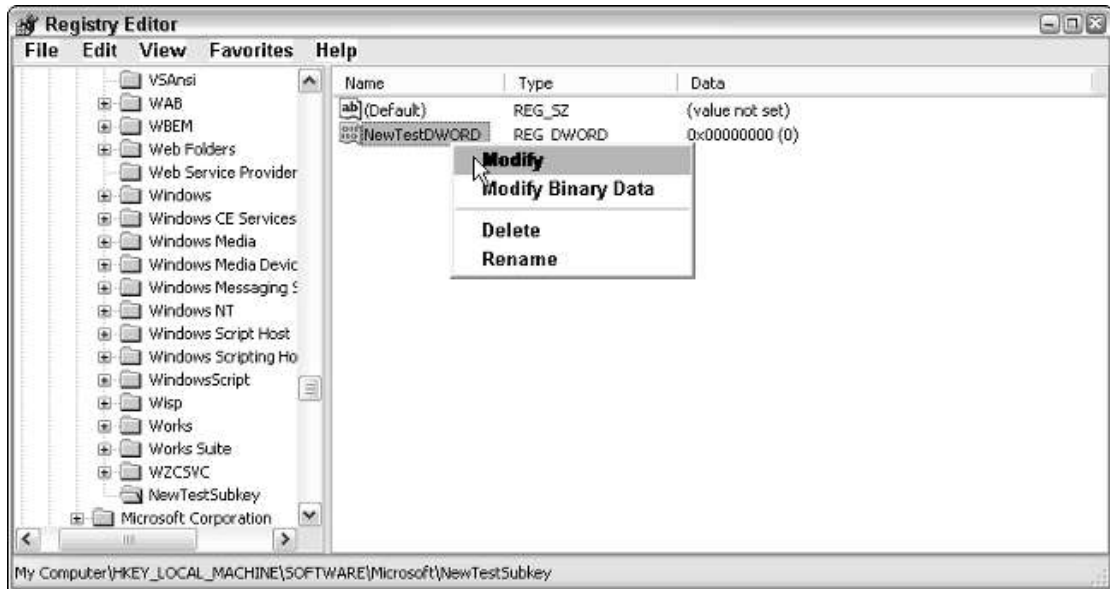 Registry Editor
File Edit View Favorites Help
VSAnsi
WAB
WBEM
Web Folders
Web Service Provider
Windows
Windows CE Services
Windows Media
Windows Media Devic
Windows Messaging S
Windows NT
Windows Script Host
Windows Scripting Ho
WindowsScript
Wisp
Works
Works Suite
WZCSVC
NewTestSubkey
Microsoft Corporation
Name Type Data
ab (Default) REG_SZ (value not set)
NewTestDWORD REG_DWORD 0x00000000 (0)
Modify
Modify Binary Data
Delete
Rename
My Computer\HKEY_LOCAL_MACHINE\SOFTWARE\Microsoft\NewTestSubkey